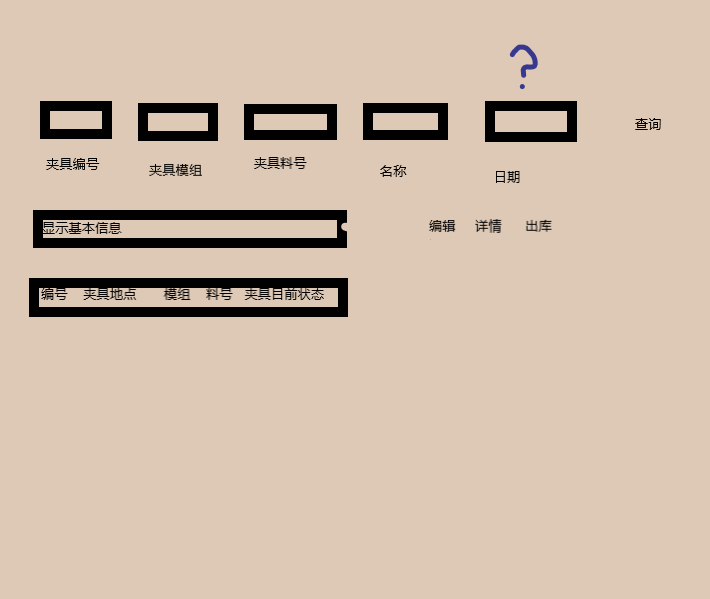 ?
夹具编号 夹具模组 夹具料号 名称 日期 查询
显示基本信息 编辑 详情 出库
编号 夹具地点 模组 料号 夹具目前状态